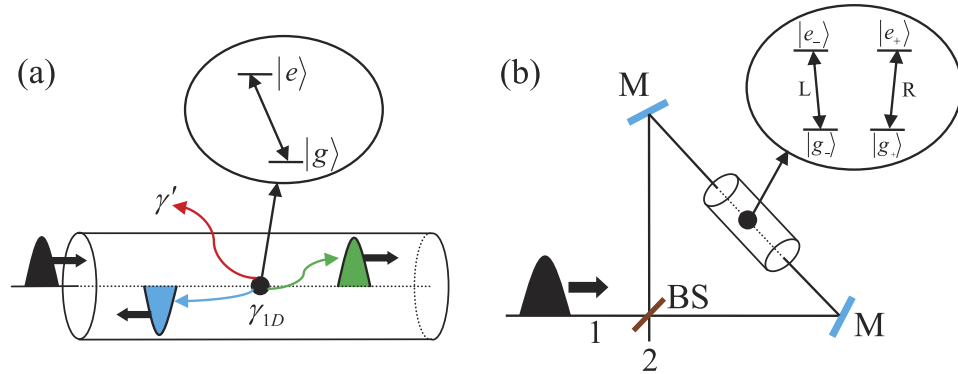 (a)
|e⟩
|g⟩
γ'
γ1D
(b)
M
|e₋⟩ |e₊⟩
L R
|g₋⟩ |g₊⟩
BS
M
1
2